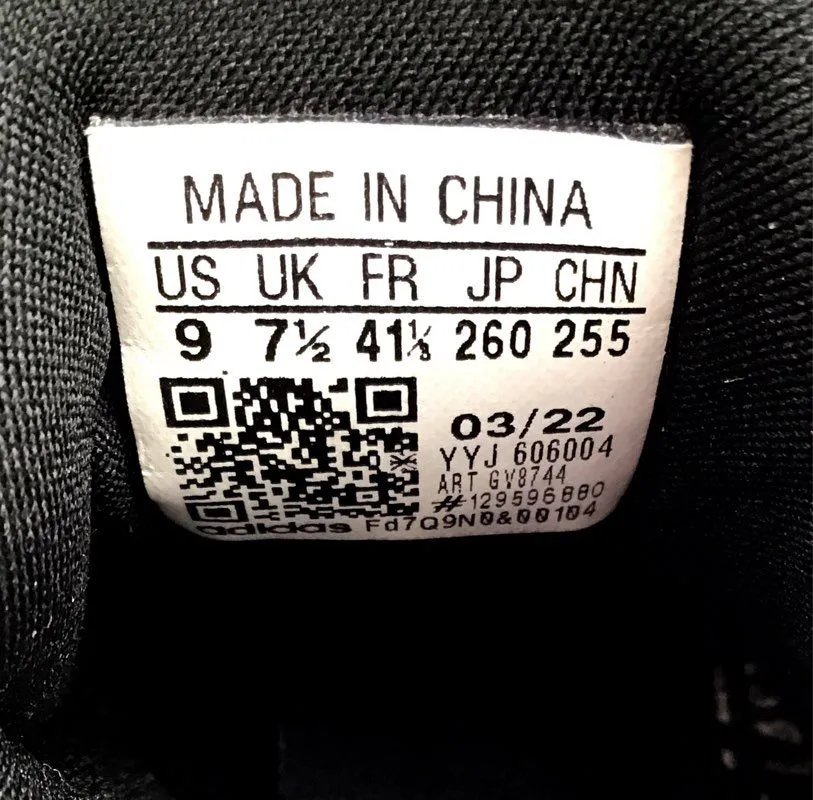 MADE IN CHINA
US UK FR JP CHN
9 7½ 41⅓ 260 255
03/22
YYJ 606004
ART GV8744
#129596880
adidas Fd7Q9N0&00104